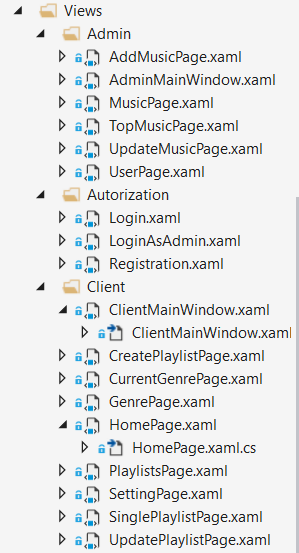 Views
Admin
AddMusicPage.xaml
AdminMainWindow.xaml
MusicPage.xaml
TopMusicPage.xaml
UpdateMusicPage.xaml
UserPage.xaml
Autorization
Login.xaml
LoginAsAdmin.xaml
Registration.xaml
Client
ClientMainWindow.xaml
ClientMainWindow.xaml
CreatePlaylistPage.xaml
CurrentGenrePage.xaml
GenrePage.xaml
HomePage.xaml
HomePage.xaml.cs
PlaylistsPage.xaml
SettingPage.xaml
SinglePlaylistPage.xaml
UpdatePlaylistPage.xaml